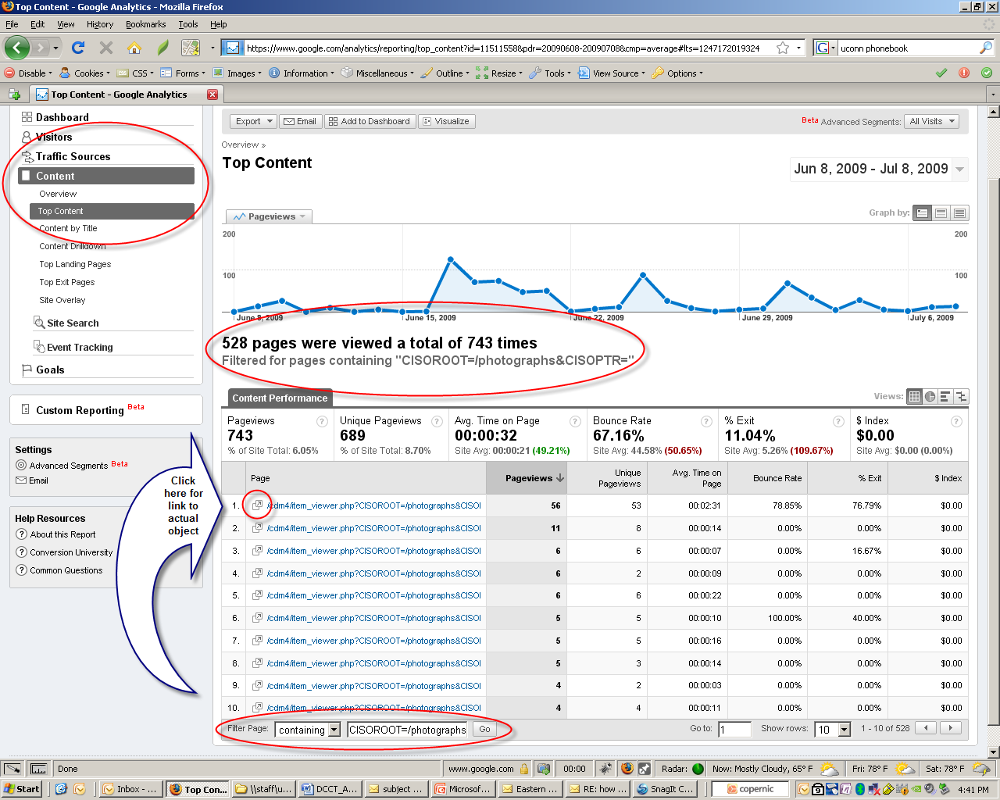 Top Content - Google Analytics - Mozilla Firefox
File Edit View History Bookmarks Tools Help
https://www.google.com/analytics/reporting/top_content?id=11511558&pdr=20090608-20090708&cmp=average#lts=1247172019324
G uconn phonebook
Disable Cookies CSS Forms Images Information Miscellaneous Outline Resize Tools View Source Options
Top Content - Google Analytics
Dashboard
Visitors
Traffic Sources
Content
Overview
Top Content
Content by Title
Content Drilldown
Top Landing Pages
Top Exit Pages
Site Overlay
Site Search
Event Tracking
Goals
Custom Reporting Beta
Settings
Advanced Segments Beta
Email
Help Resources
About this Report
Conversion University
Common Questions
Click
here for
link to
actual
object
Export Email Add to Dashboard Visualize
Beta Advanced Segments: All Visits
Overview »
Top Content
Jun 8, 2009 - Jul 8, 2009
Pageviews
Graph by:
200 200
100 100
June 8, 2009 June 15, 2009 June 22, 2009 June 29, 2009 July 6, 2009
528 pages were viewed a total of 743 times
Filtered for pages containing "CISOROOT=/photographs&CISOPTR="
Content Performance
Views:
Pageviews Unique Pageviews Avg. Time on Page Bounce Rate % Exit $ Index
743 689 00:00:32 67.16% 11.04% $0.00
% of Site Total: 6.05% % of Site Total: 8.70% Site Avg: 00:00:21 (49.21%) Site Avg: 44.58% (50.65%) Site Avg: 5.26% (109.67%) Site Avg: $0.00 (0.00%)
Page Pageviews Unique Pageviews Avg. Time on Page Bounce Rate % Exit $ Index
1. /cdm4/item_viewer.php?CISOROOT=/photographs&CISOI 56 53 00:02:31 78.85% 76.79% $0.00
2. /cdm4/item_viewer.php?CISOROOT=/photographs&CISOI 11 8 00:00:14 0.00% 0.00% $0.00
3. /cdm4/item_viewer.php?CISOROOT=/photographs&CISOI 6 6 00:00:07 0.00% 16.67% $0.00
4. /cdm4/item_viewer.php?CISOROOT=/photographs&CISOI 6 2 00:00:09 0.00% 0.00% $0.00
5. /cdm4/item_viewer.php?CISOROOT=/photographs&CISOI 6 6 00:00:22 0.00% 0.00% $0.00
6. /cdm4/item_viewer.php?CISOROOT=/photographs&CISOI 5 5 00:00:10 100.00% 40.00% $0.00
7. /cdm4/item_viewer.php?CISOROOT=/photographs&CISOI 5 5 00:00:16 0.00% 0.00% $0.00
8. /cdm4/item_viewer.php?CISOROOT=/photographs&CISOI 5 3 00:00:14 0.00% 0.00% $0.00
9. /cdm4/item_viewer.php?CISOROOT=/photographs&CISOI 4 2 00:00:03 0.00% 0.00% $0.00
10. /cdm4/item_viewer.php?CISOROOT=/photographs&CISOI 4 4 00:00:11 0.00% 0.00% $0.00
Filter Page: containing CISOROOT=/photographs Go Go to: 1 Show rows: 10 1 - 10 of 528
Done www.google.com 00:00 Radar: Now: Mostly Cloudy, 65° F Fri: 78° F Sat: 78° F
Start Inbox - ... Top Con... \\staff\u... DCCT_A... subject ... Microsof... Eastern ... RE: how ... SnagIt C... copernic 4:41 PM